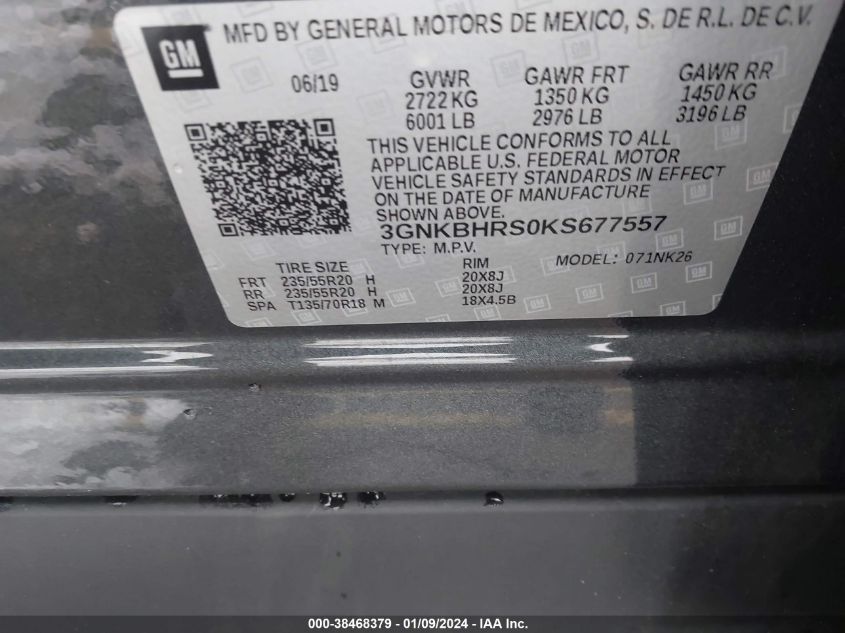 GM
MFD BY GENERAL MOTORS DE MEXICO, S. DE R.L. DE C.V.
06/19 GVWR GAWR FRT GAWR RR
2722 KG 1350 KG 1450 KG
6001 LB 2976 LB 3196 LB
THIS VEHICLE CONFORMS TO ALL
APPLICABLE U.S. FEDERAL MOTOR
VEHICLE SAFETY STANDARDS IN EFFECT
ON THE DATE OF MANUFACTURE
SHOWN ABOVE.
3GNKBHRS0KS677557
TYPE: M.P.V. MODEL: 071NK26
TIRE SIZE RIM
FRT 235/55R20 H 20X8J
RR 235/55R20 H 20X8J
SPA T135/70R18 M 18X4.5B
000-38468379 - 01/09/2024 - IAA Inc.